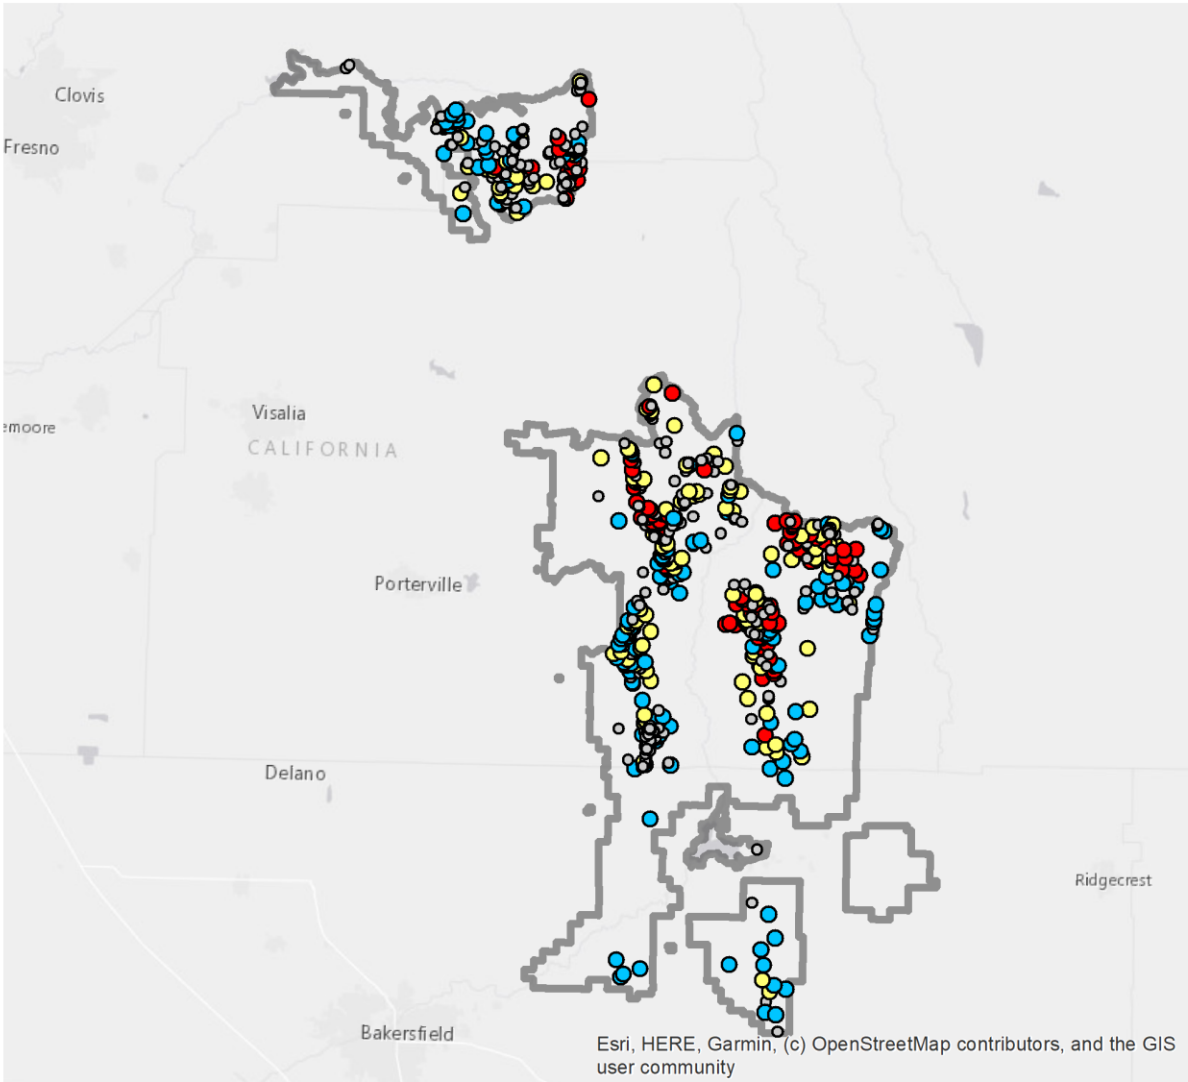 Clovis
Fresno
Visalia
emoore
CALIFORNIA
Porterville
Delano
Ridgecrest
Bakersfield
Esri, HERE, Garmin, (c) OpenStreetMap contributors, and the GIS
user community